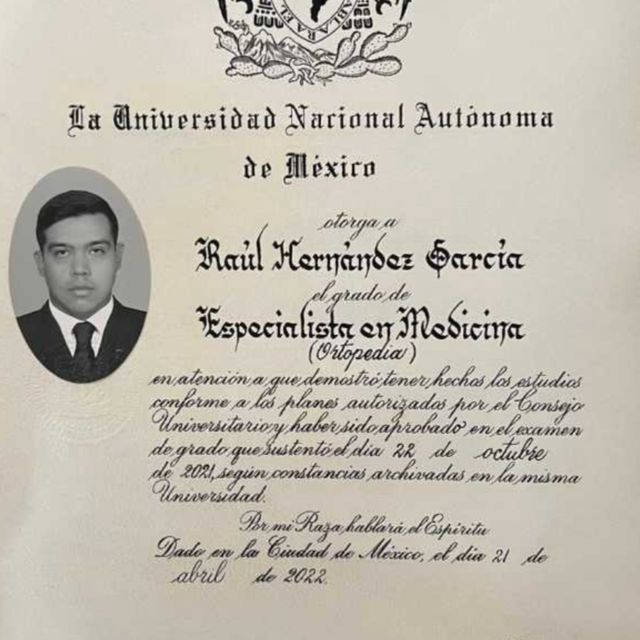 ABLARA EL
La Universidad Nacional Autónoma
de México
otorga a
Raúl Hernández García
el grado de
Especialista en Medicina
(Ortopedia)
en atención a que demostró tener hechos los estudios
conforme a los planes autorizados por el Consejo
Universitario y haber sido aprobado en el examen
de grado que sustentó el día 22 de octubre
de 2021, según constancias archivadas en la misma
Universidad.
Por mi Raza hablará el Espíritu
Dado en la Ciudad de México, el día 21 de
abril de 2022.